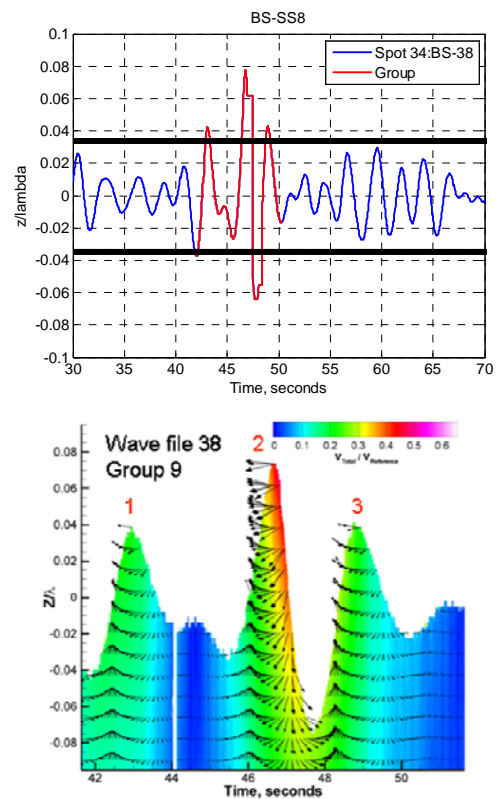 BS-SS8
0.1
0.08
0.06
0.04
0.02
0
-0.02
-0.04
-0.06
-0.08
-0.1
z/lambda
Spot 34:BS-38
Group
30 35 40 45 50 55 60 65 70
Time, seconds
Wave file 38
Group 9
0 0.1 0.2 0.3 0.4 0.5 0.6
V Total / V Reference
1
2
3
0.08
0.06
0.04
0.02
0
-0.02
-0.04
-0.06
-0.08
Z/λ
42 44 46 48 50
Time, seconds